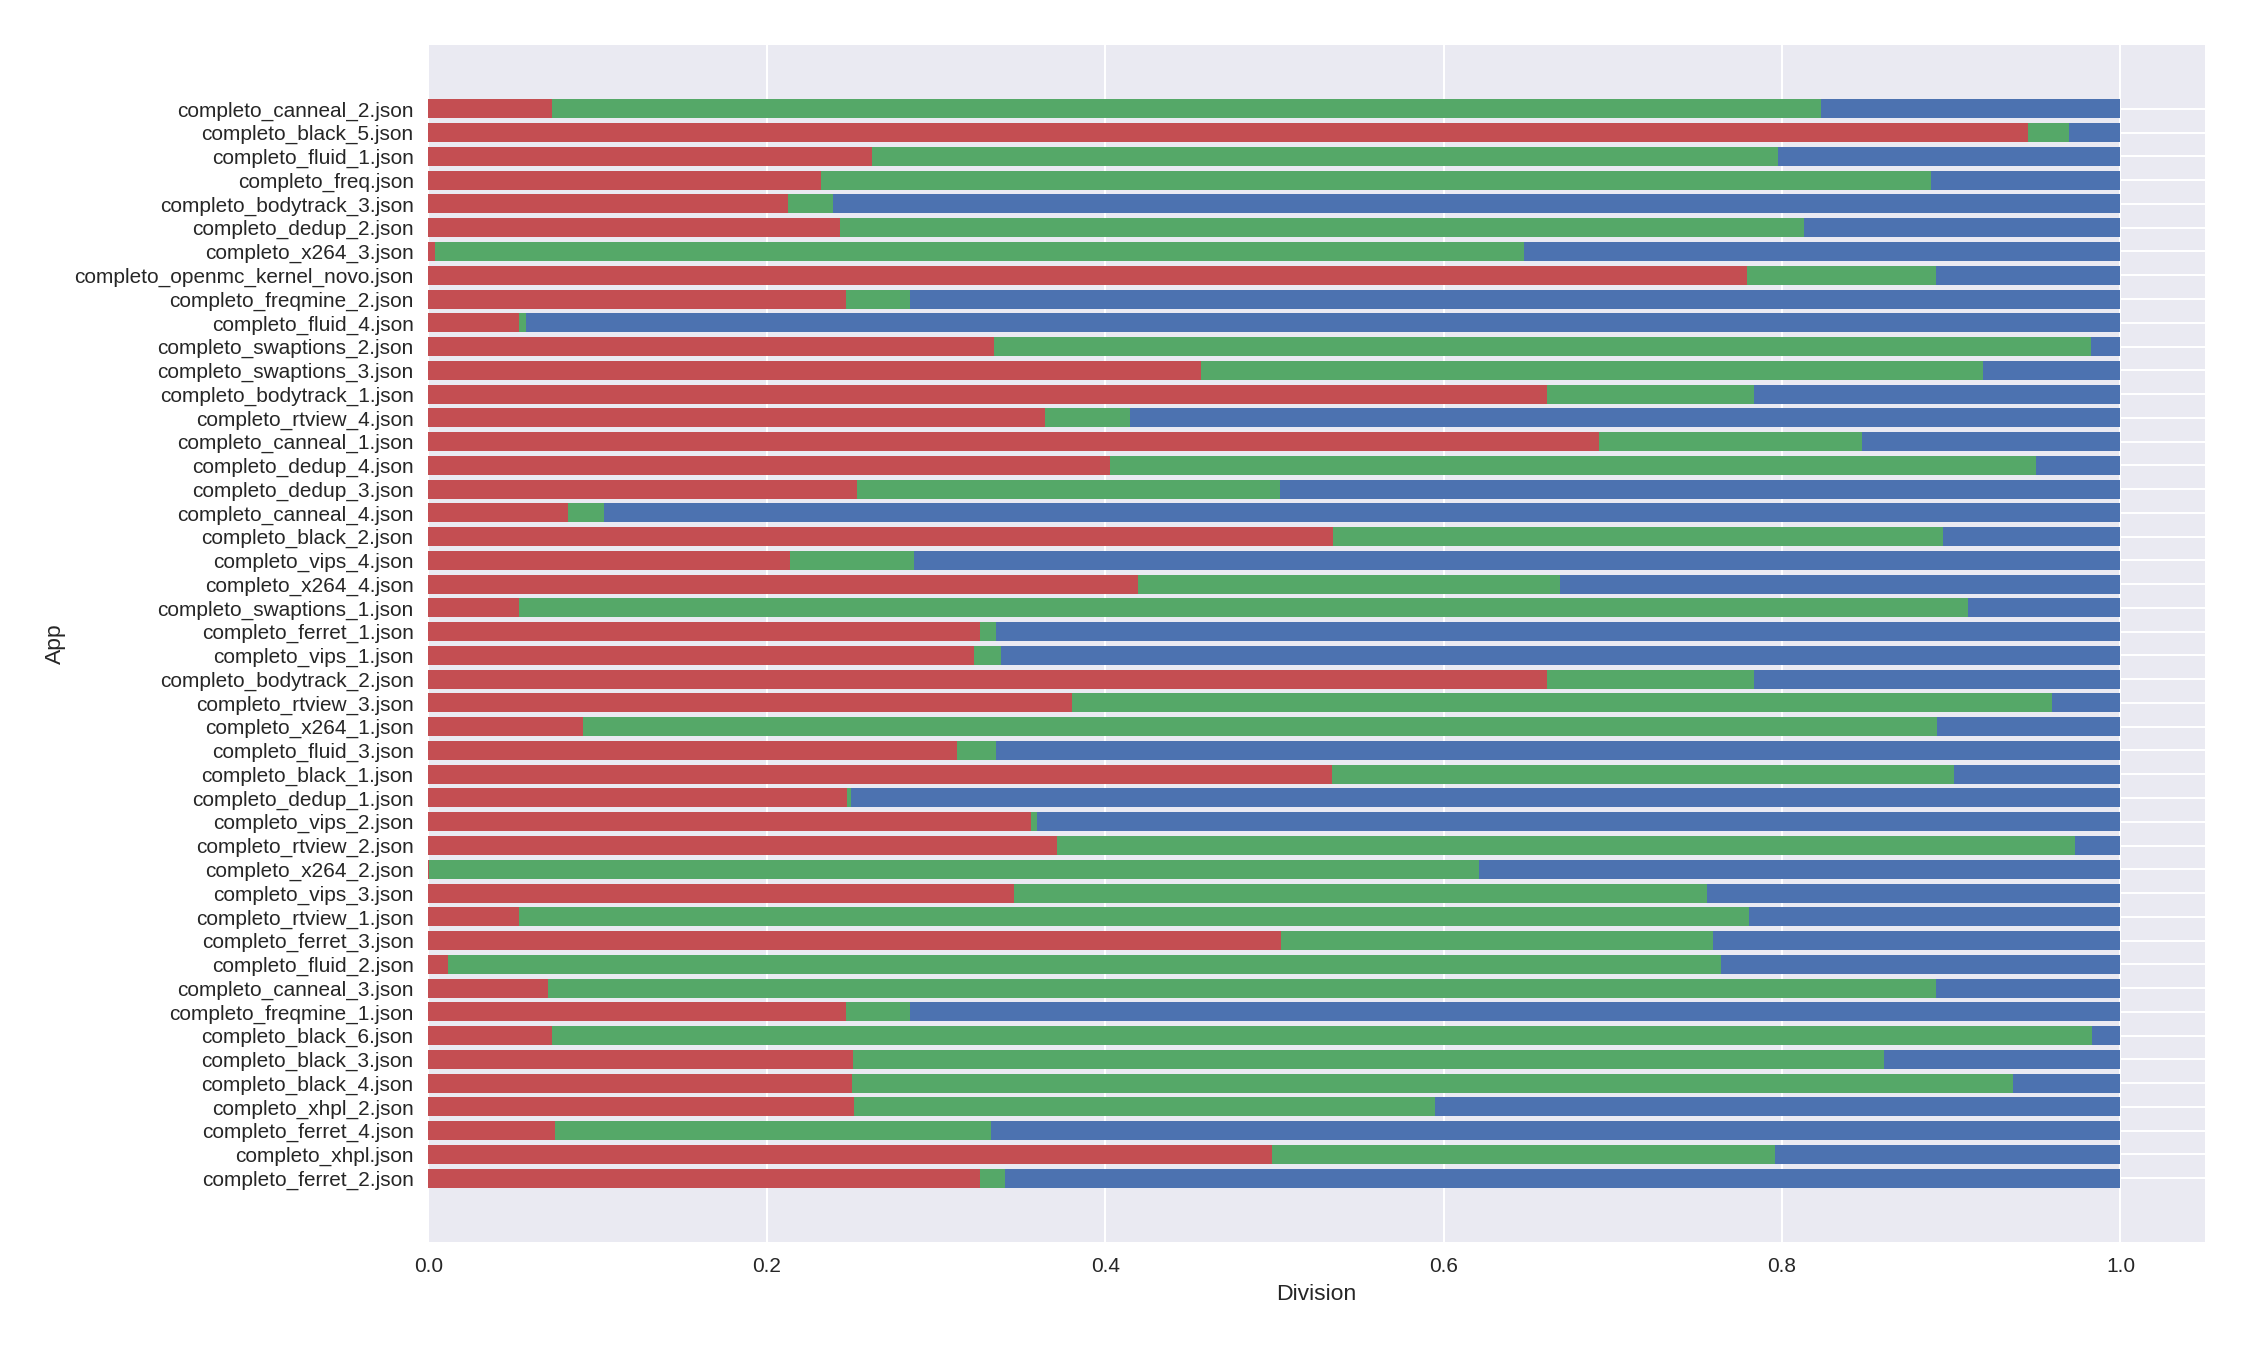 completo_canneal_2.json
completo_black_5.json
completo_fluid_1.json
completo_freq.json
completo_bodytrack_3.json
completo_dedup_2.json
completo_x264_3.json
completo_openmc_kernel_novo.json
completo_freqmine_2.json
completo_fluid_4.json
completo_swaptions_2.json
completo_swaptions_3.json
completo_bodytrack_1.json
completo_rtview_4.json
completo_canneal_1.json
completo_dedup_4.json
completo_dedup_3.json
completo_canneal_4.json
completo_black_2.json
completo_vips_4.json
completo_x264_4.json
completo_swaptions_1.json
completo_ferret_1.json
completo_vips_1.json
completo_bodytrack_2.json
completo_rtview_3.json
completo_x264_1.json
completo_fluid_3.json
completo_black_1.json
completo_dedup_1.json
completo_vips_2.json
completo_rtview_2.json
completo_x264_2.json
completo_vips_3.json
completo_rtview_1.json
completo_ferret_3.json
completo_fluid_2.json
completo_canneal_3.json
completo_freqmine_1.json
completo_black_6.json
completo_black_3.json
completo_black_4.json
completo_xhpl_2.json
completo_ferret_4.json
completo_xhpl.json
completo_ferret_2.json
App
0.0 0.2 0.4 0.6 0.8 1.0
Division